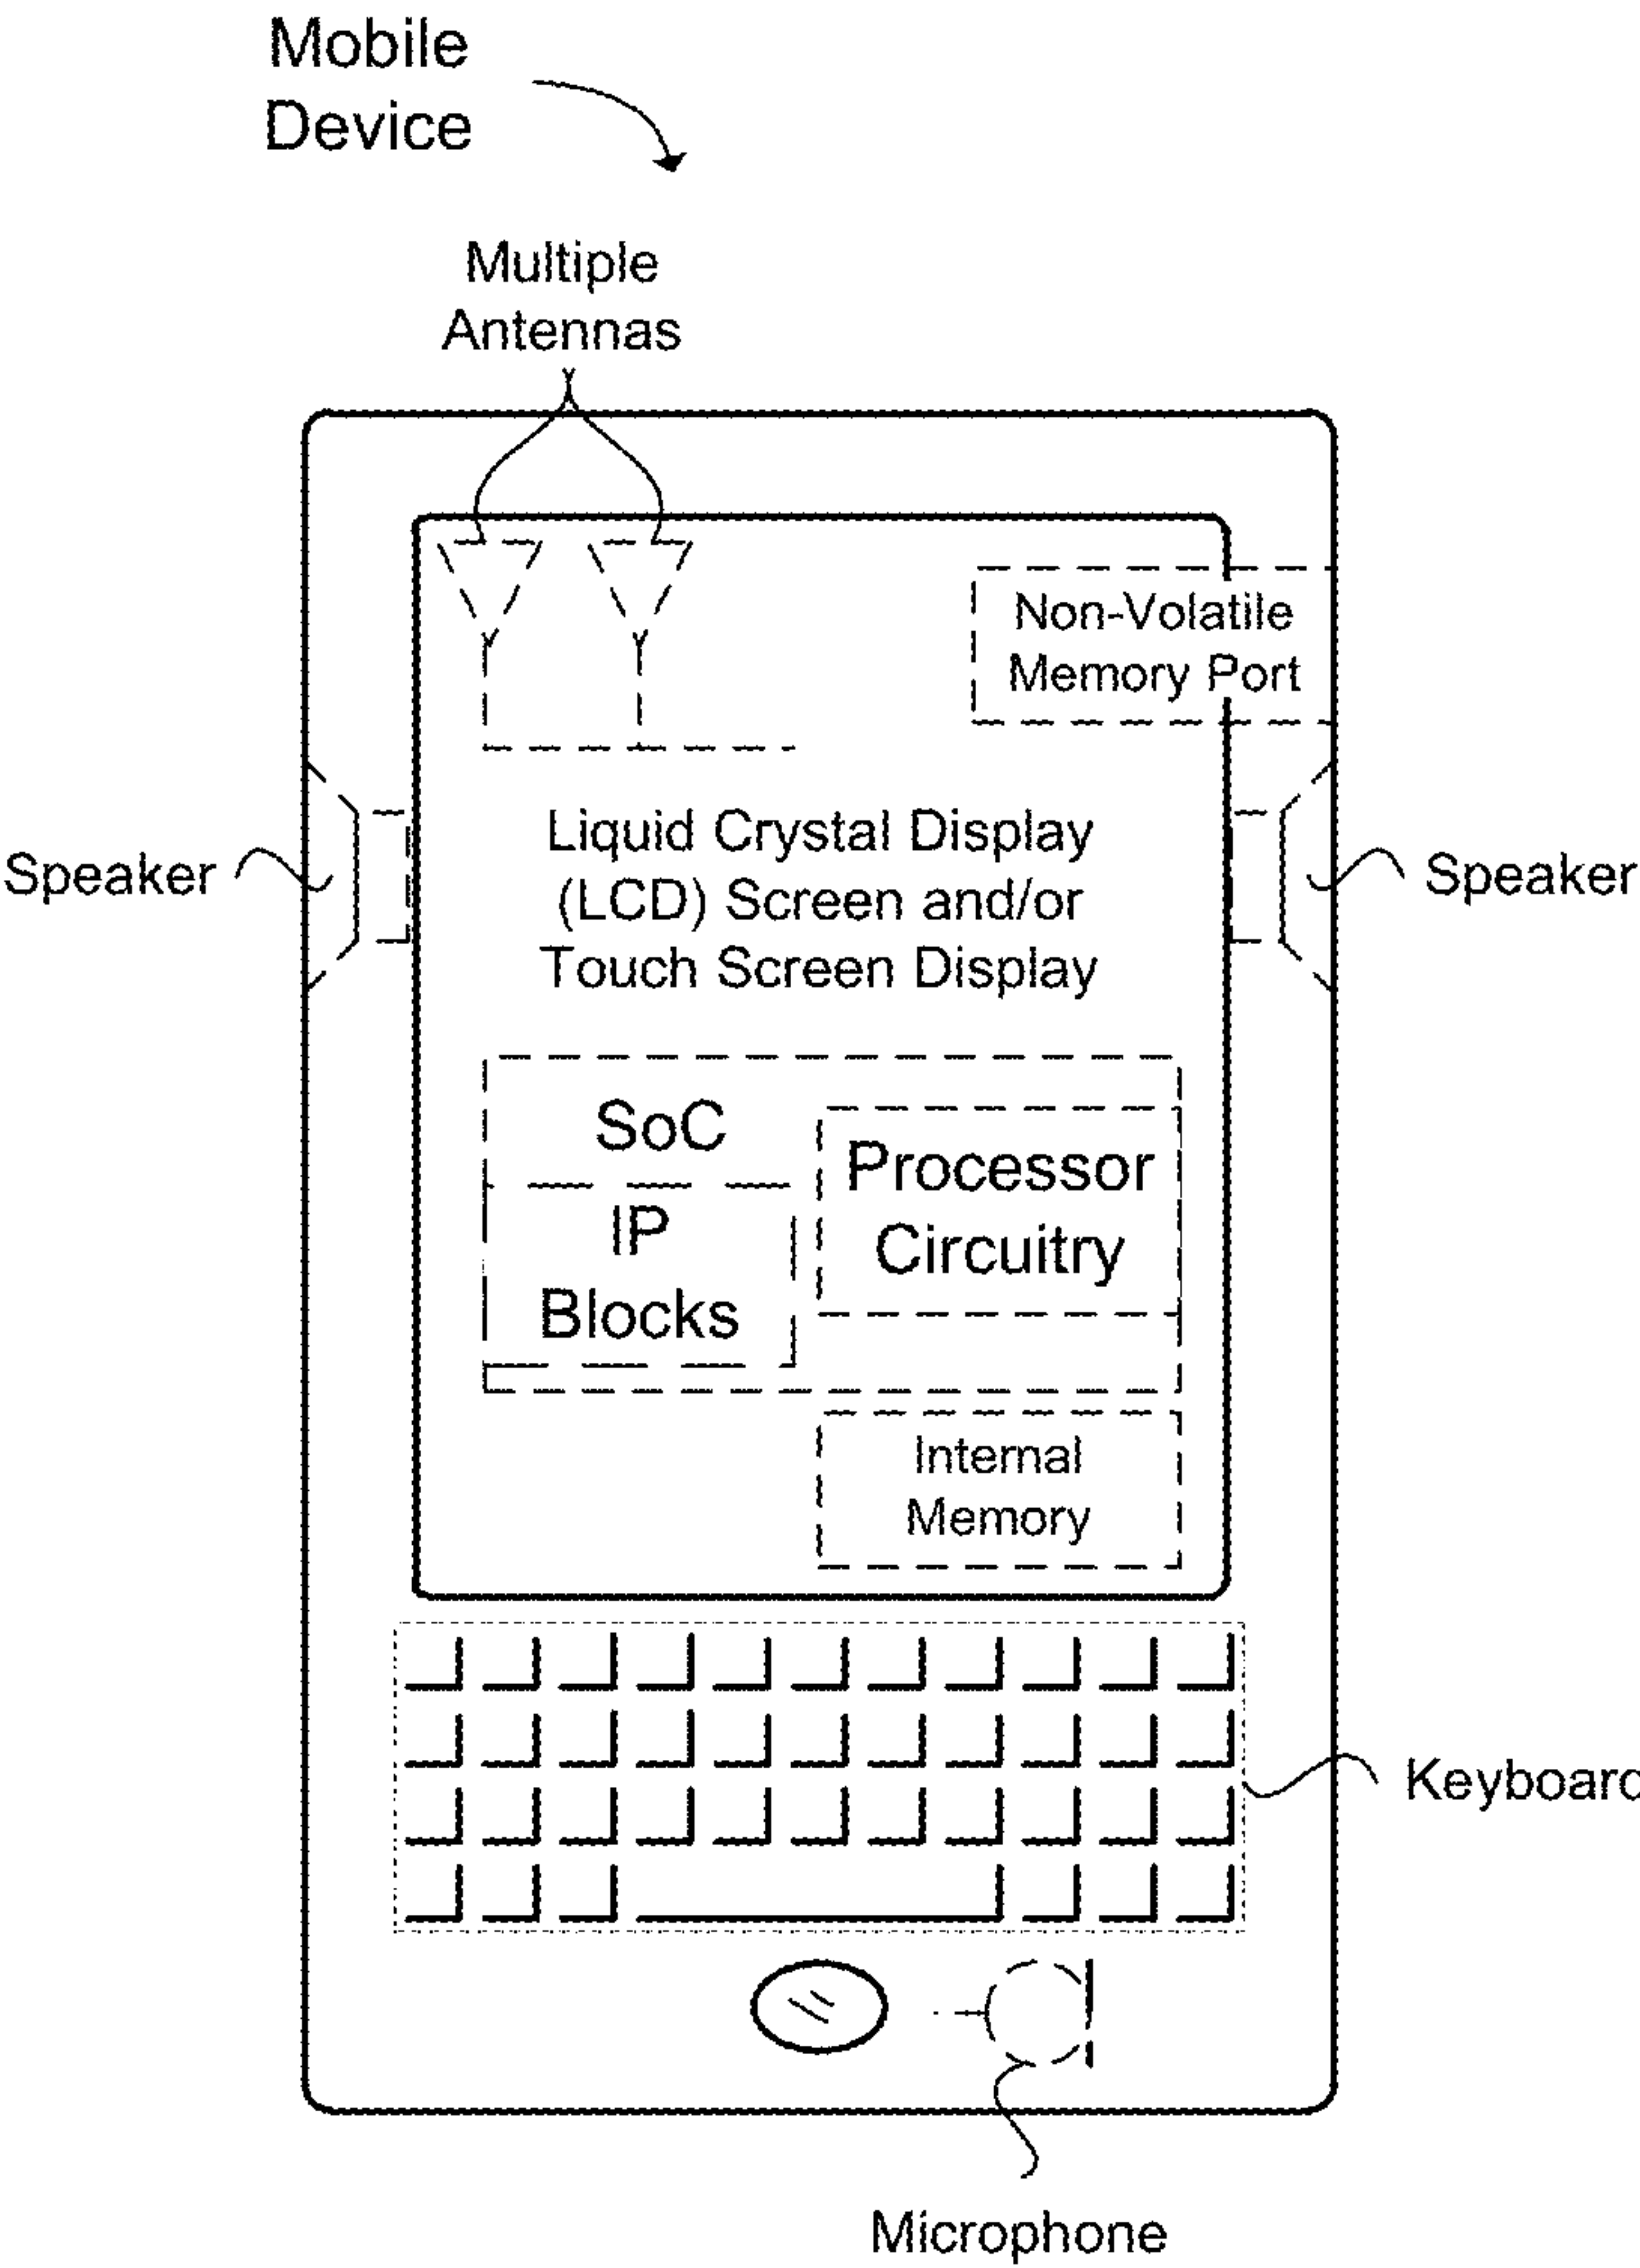 Mobile
Device
Multiple
Antennas
Non-Volatile
Memory Port
Liquid Crystal Display
(LCD) Screen and/or
Touch Screen Display
Speaker
Speaker
SoC
Processor
Circuitry
IP
Blocks
Internal
Memory
Keyboard
Microphone